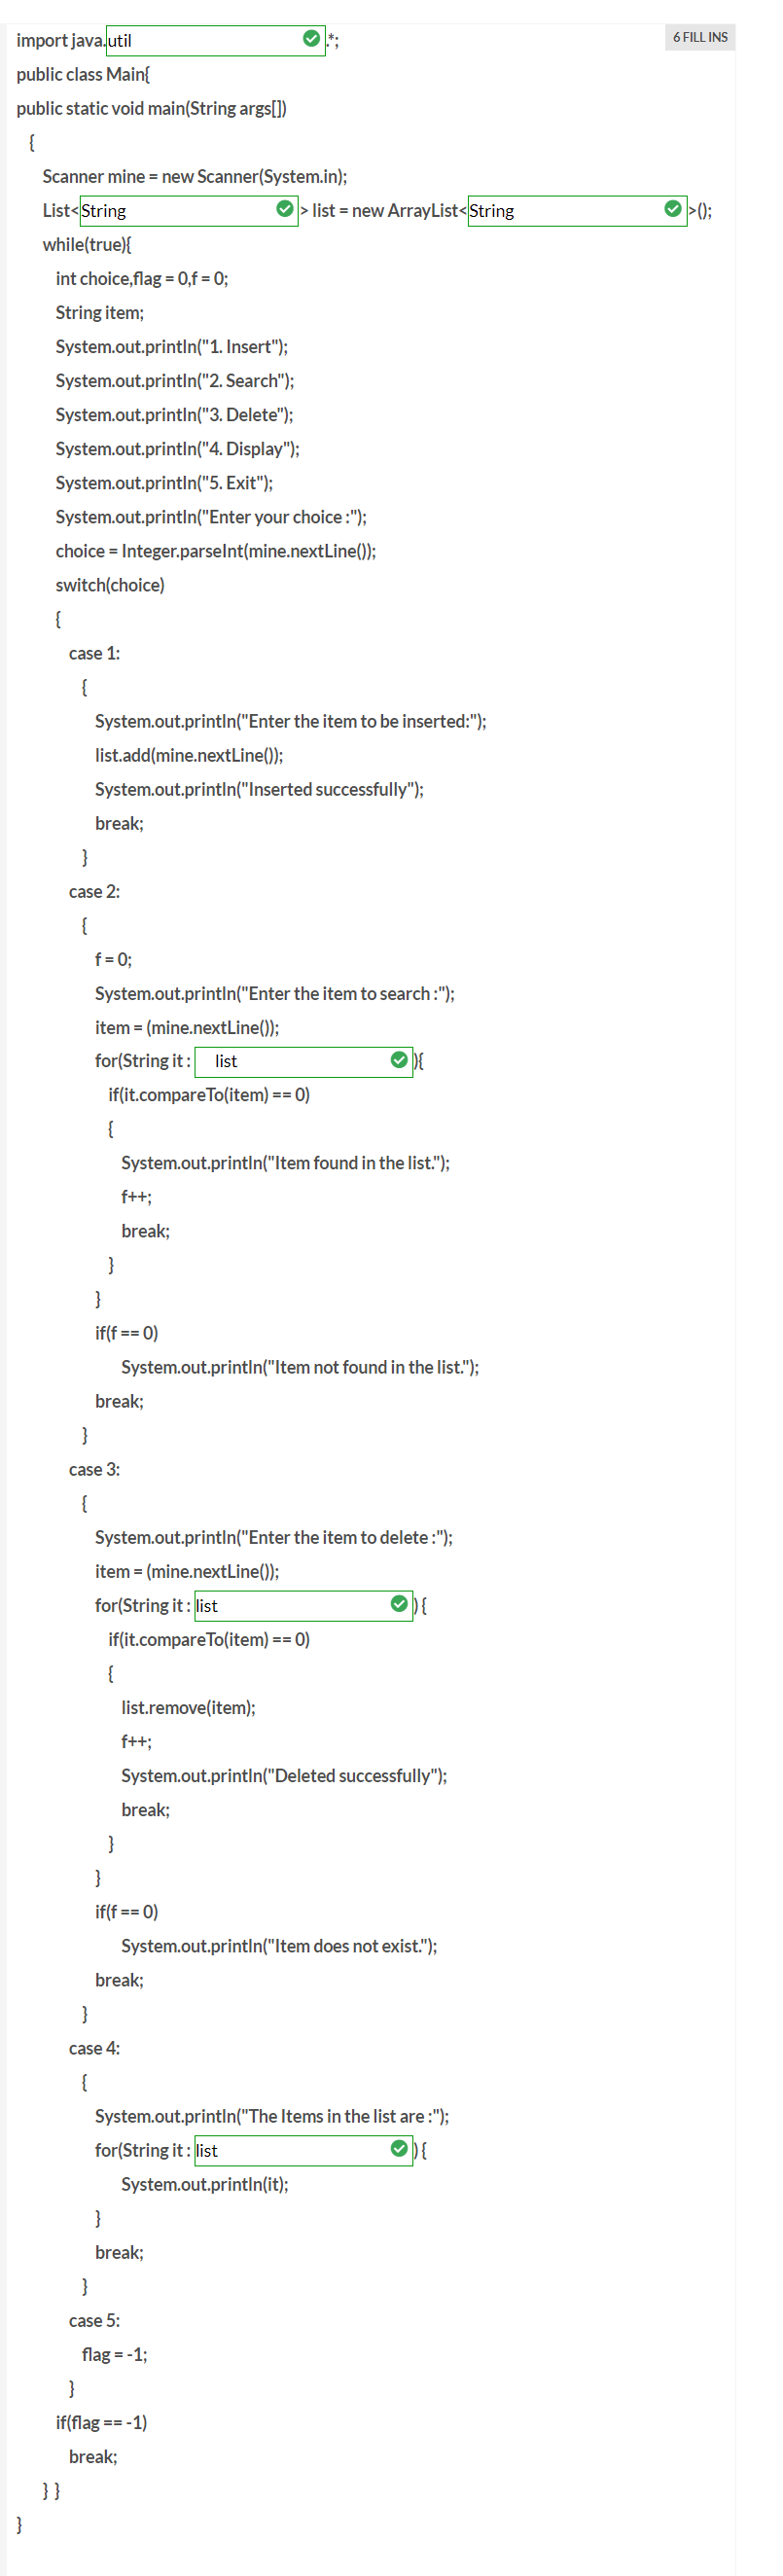 import java.util.*;
6 FILL INS
public class Main{
public static void main(String args[])
{
Scanner mine = new Scanner(System.in);
List<String> list = new ArrayList<String>();
while(true){
int choice,flag = 0,f = 0;
String item;
System.out.println("1. Insert");
System.out.println("2. Search");
System.out.println("3. Delete");
System.out.println("4. Display");
System.out.println("5. Exit");
System.out.println("Enter your choice :");
choice = Integer.parseInt(mine.nextLine());
switch(choice)
{
case 1:
{
System.out.println("Enter the item to be inserted:");
list.add(mine.nextLine());
System.out.println("Inserted successfully");
break;
}
case 2:
{
f = 0;
System.out.println("Enter the item to search :");
item = (mine.nextLine());
for(String it : list){
if(it.compareTo(item) == 0)
{
System.out.println("Item found in the list.");
f++;
break;
}
}
if(f == 0)
System.out.println("Item not found in the list.");
break;
}
case 3:
{
System.out.println("Enter the item to delete :");
item = (mine.nextLine());
for(String it : list) {
if(it.compareTo(item) == 0)
{
list.remove(item);
f++;
System.out.println("Deleted successfully");
break;
}
}
if(f == 0)
System.out.println("Item does not exist.");
break;
}
case 4:
{
System.out.println("The Items in the list are :");
for(String it : list) {
System.out.println(it);
}
break;
}
case 5:
flag = -1;
}
if(flag == -1)
break;
} }
}